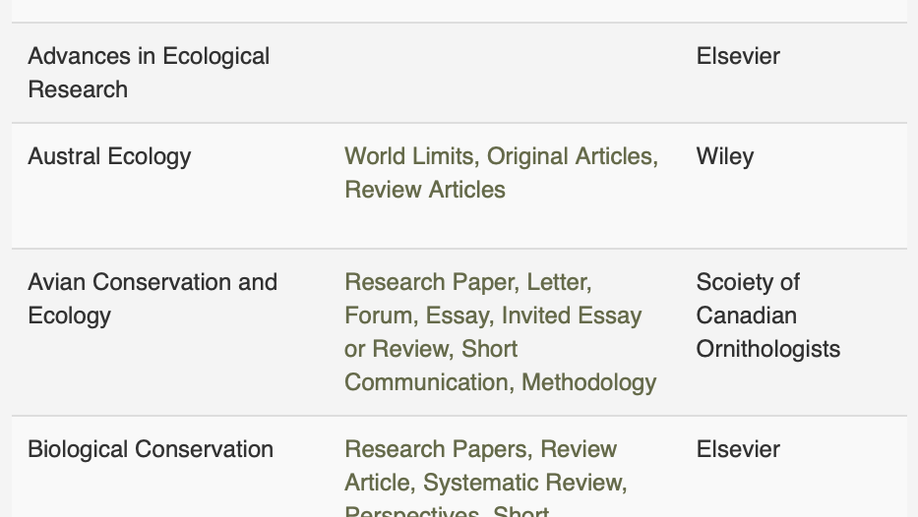 Advances in Ecological
Research
Elsevier
Austral Ecology
World Limits, Original Articles,
Review Articles
Wiley
Avian Conservation and
Ecology
Research Paper, Letter,
Forum, Essay, Invited Essay
or Review, Short
Communication, Methodology
Scoiety of
Canadian
Ornithologists
Biological Conservation
Research Papers, Review
Article, Systematic Review,
Perspectives, Short
Elsevier